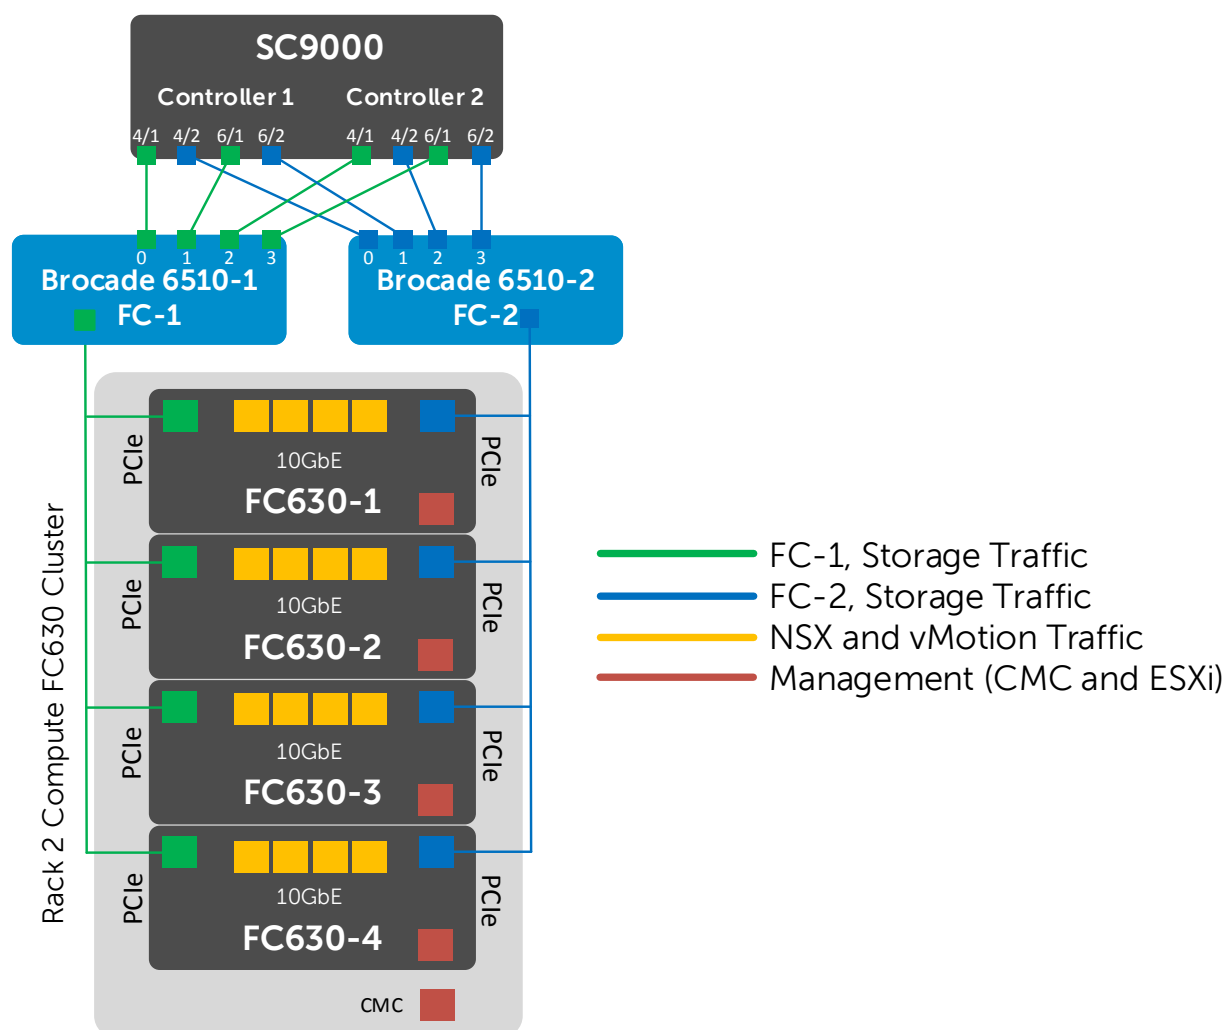 SC9000
Controller 1 Controller 2
4/1 4/2 6/1 6/2 4/1 4/2 6/1 6/2
0 1 2 3 0 1 2 3
Brocade 6510-1
FC-1
Brocade 6510-2
FC-2
Rack 2 Compute FC630 Cluster
PCIe
10GbE
PCIe
FC630-1
PCIe
10GbE
PCIe
FC630-2
PCIe
10GbE
PCIe
FC630-3
PCIe
10GbE
PCIe
FC630-4
CMC
FC-1, Storage Traffic
FC-2, Storage Traffic
NSX and vMotion Traffic
Management (CMC and ESXi)